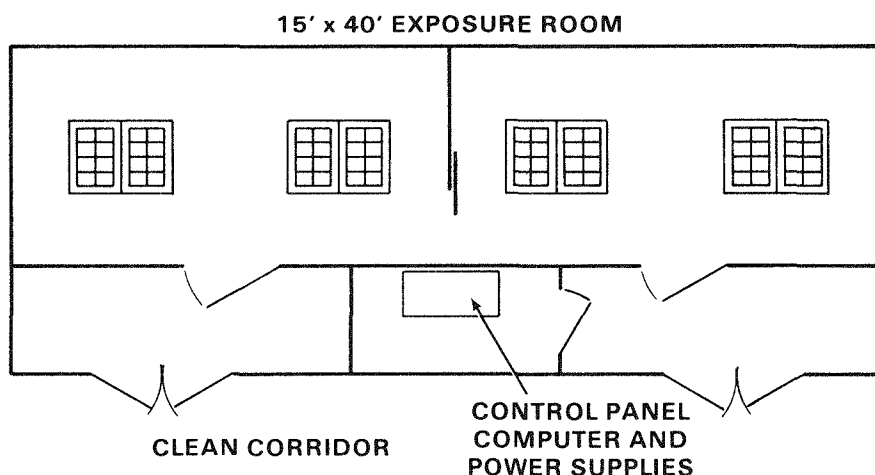 15' x 40' EXPOSURE ROOM
CLEAN CORRIDOR
CONTROL PANEL
COMPUTER AND
POWER SUPPLIES